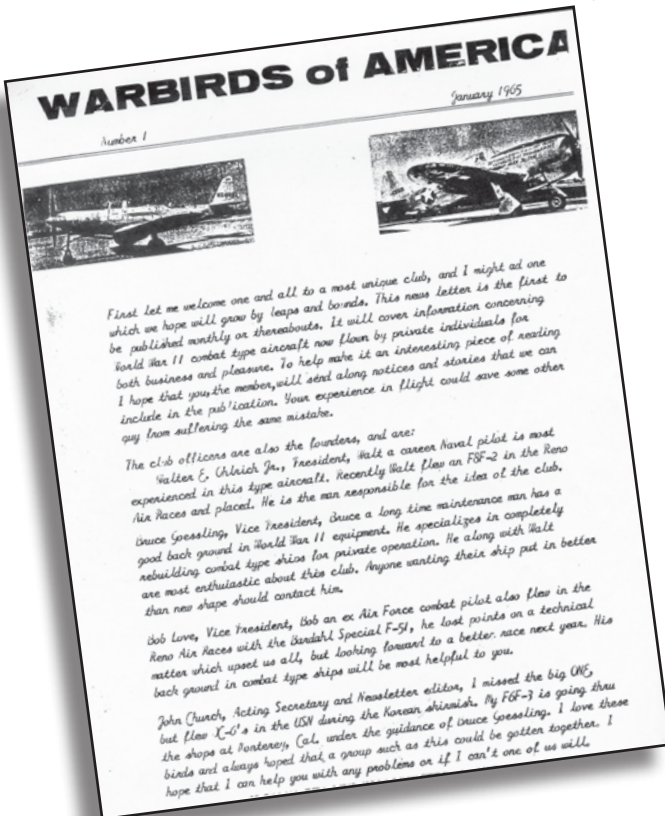 WARBIRDS of AMERICA
Number 1
January 1965
First let me welcome one and all to a most unique club, and I might ad one
which we hope will grow by leaps and bounds. This news letter is the first to
be published monthly or thereabouts. It will cover information concerning
World War II combat type aircraft now flown by private individuals for
both business and pleasure. To help make it an interesting piece of reading
I hope that you,the member,will send along notices and stories that we can
include in the publication. Your experience in flight could save some other
guy from suffering the same mistake.
The club officers are also the founders, and are:
Walter E. Ohlrich Jr., President, Walt a career Naval pilot is most
experienced in this type aircraft. Recently Walt flew an F8F-2 in the Reno
Air Races and placed. He is the man responsible for the idea of the club.
Bruce Goessling, Vice President, Bruce a long time maintenance man has a
good back ground in World War II equipment. He specializes in completely
rebuilding combat type ships for private operation. He along with Walt
are most enthuiastic about this club. Anyone wanting their ship put in better
than new shape should contact him.
Bob Love, Vice President, Bob an ex Air Force combat pilot also flew in the
Reno Air Races with the Bardahl Special F-51, he lost points on a technical
matter which upset us all, but looking forward to a better. race next year. His
back ground in combat type ships will be most helpful to you.
John Church, Acting Secretary and Newsletter editor, I missed the big ONE,
but flew in the USN during the Korean skirmish. My F6F-3 is going thru
the shops at Monterey, Cal. under the guidance of Bruce Goessling. I love these
birds and always hoped that a group such as this could be gotten together. I
hope that I can help you with any problems or if I can't one of us will.